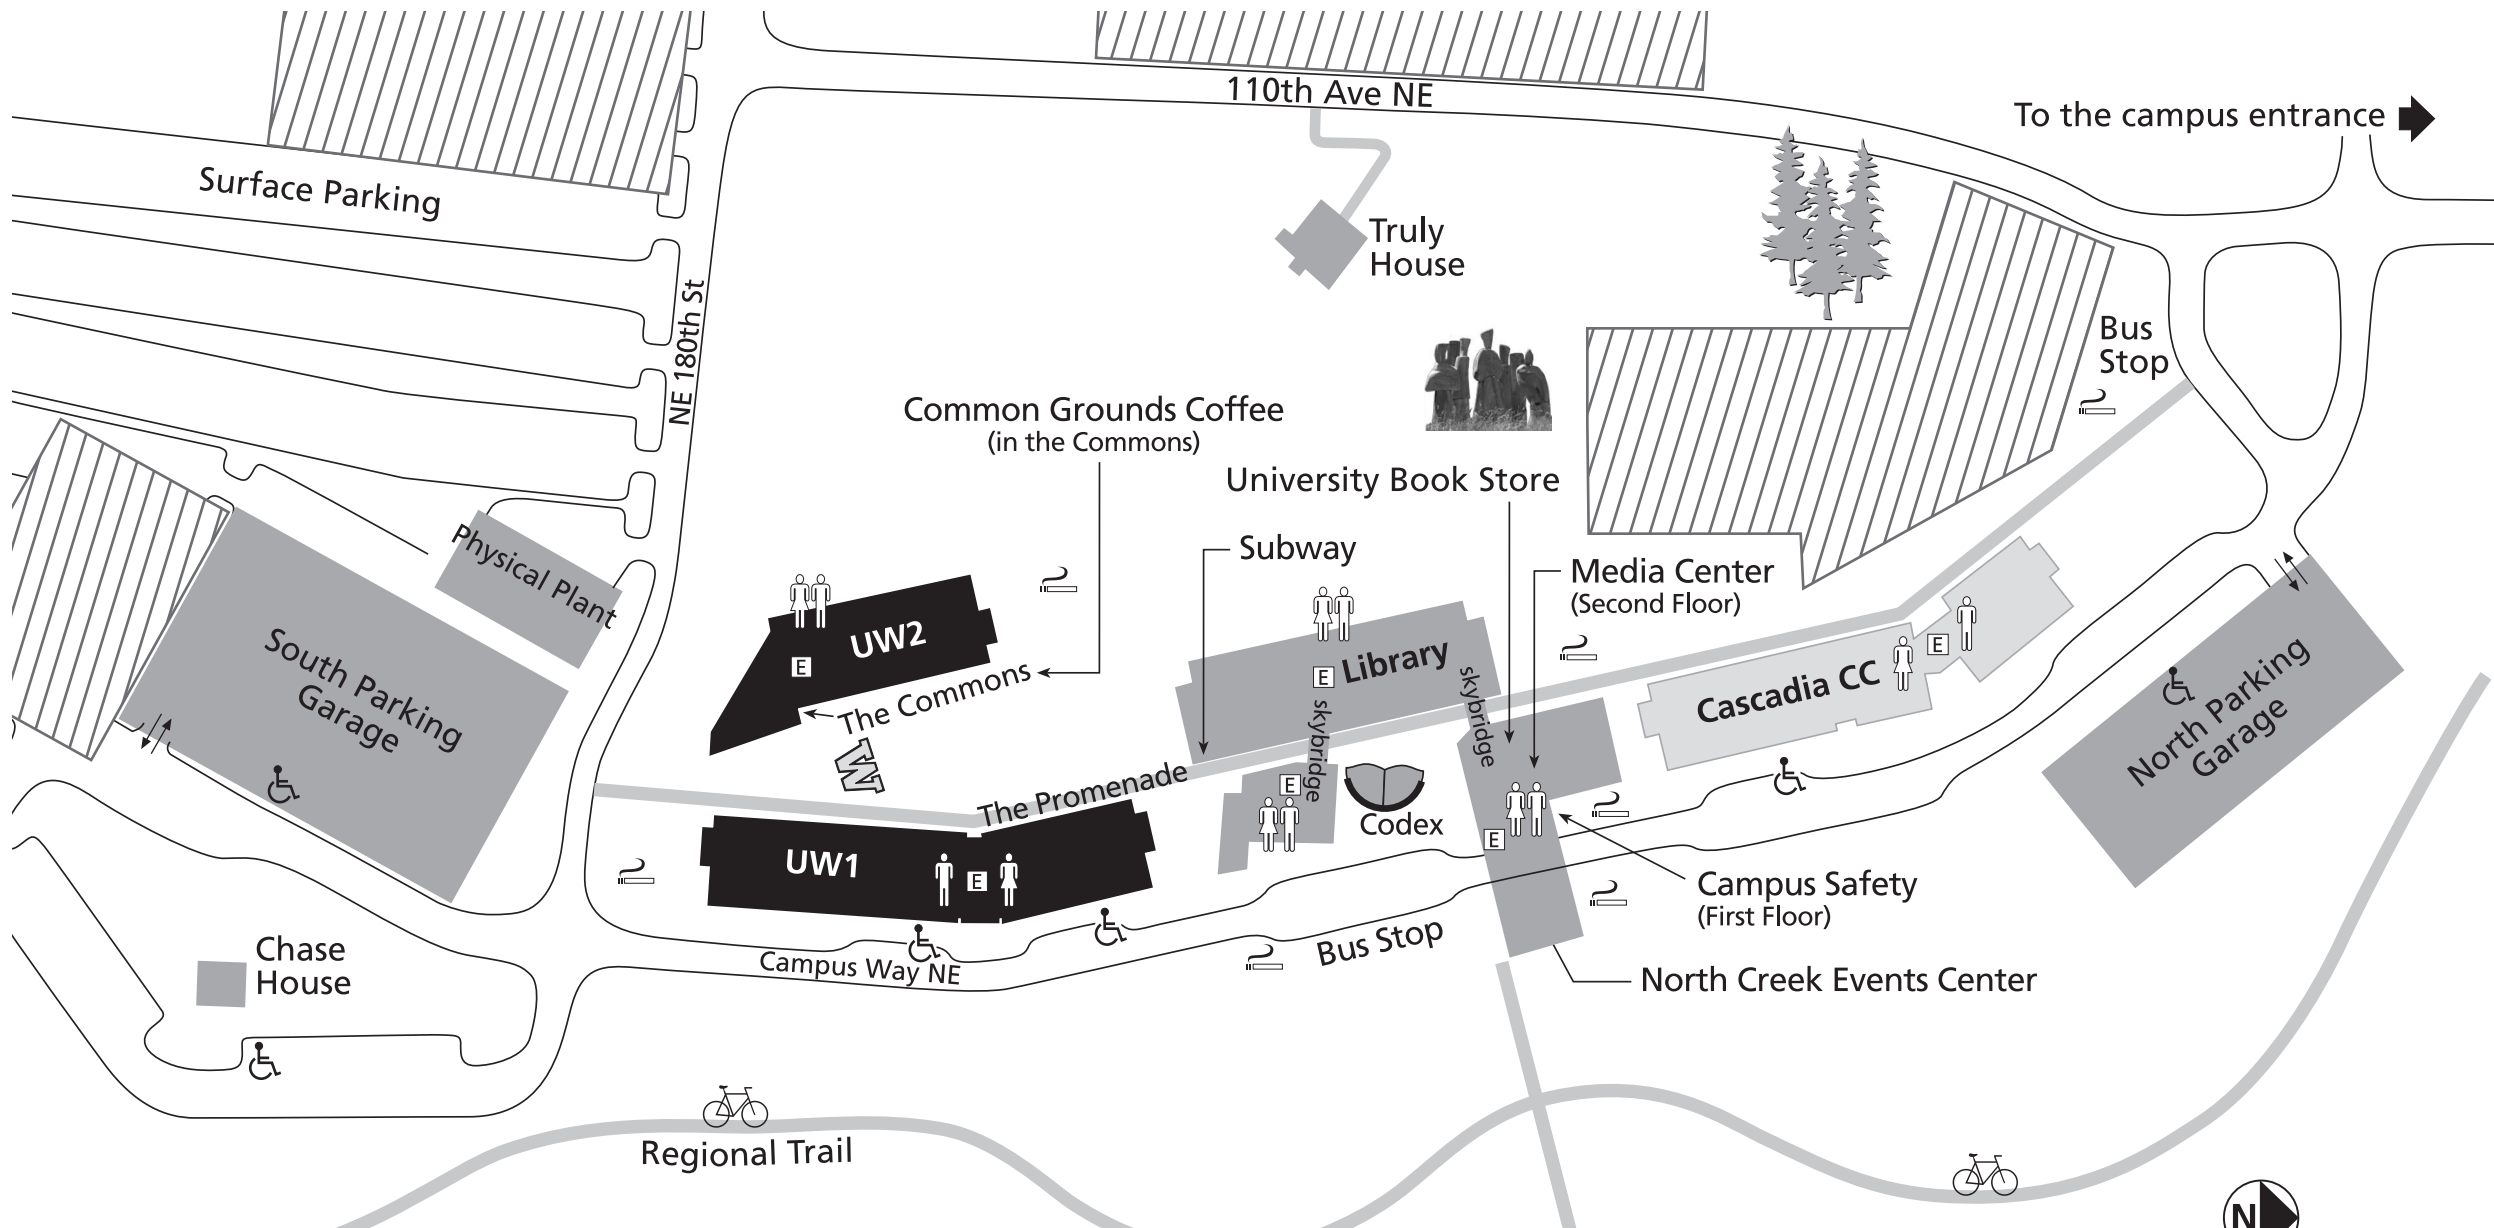 110th Ave NE
To the campus entrance
Surface Parking
Truly
House
NE 180th St
Bus
Stop
Common Grounds Coffee
(in the Commons)
University Book Store
Subway
Media Center
(Second Floor)
Physical Plant
South Parking
Garage
UW2
E
The Commons
W
Library
E
skybridge
skybridge
Cascadia CC
E
North Parking
Garage
The Promenade
E
Codex
E
UW1
E
Campus Safety
(First Floor)
Bus Stop
Campus Way NE
North Creek Events Center
Chase
House
Regional Trail
N